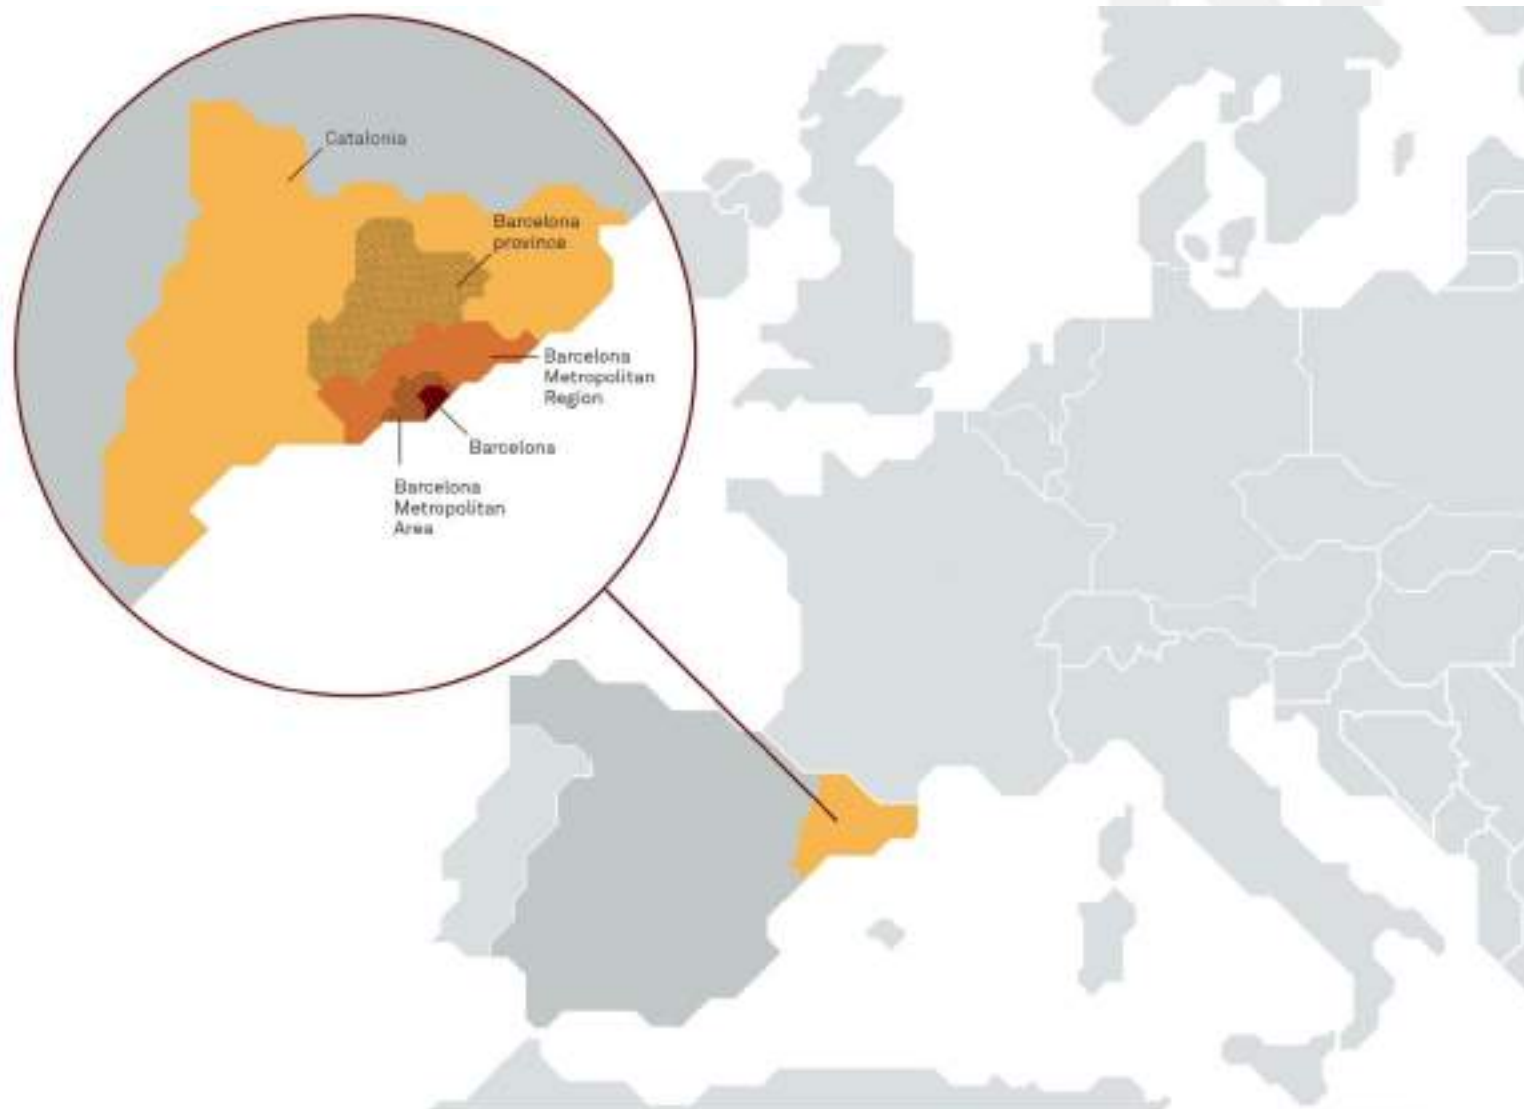 Catalonia
Barcelona
province
Barcelona
Metropolitan
Region
Barcelona
Barcelona
Metropolitan
Area